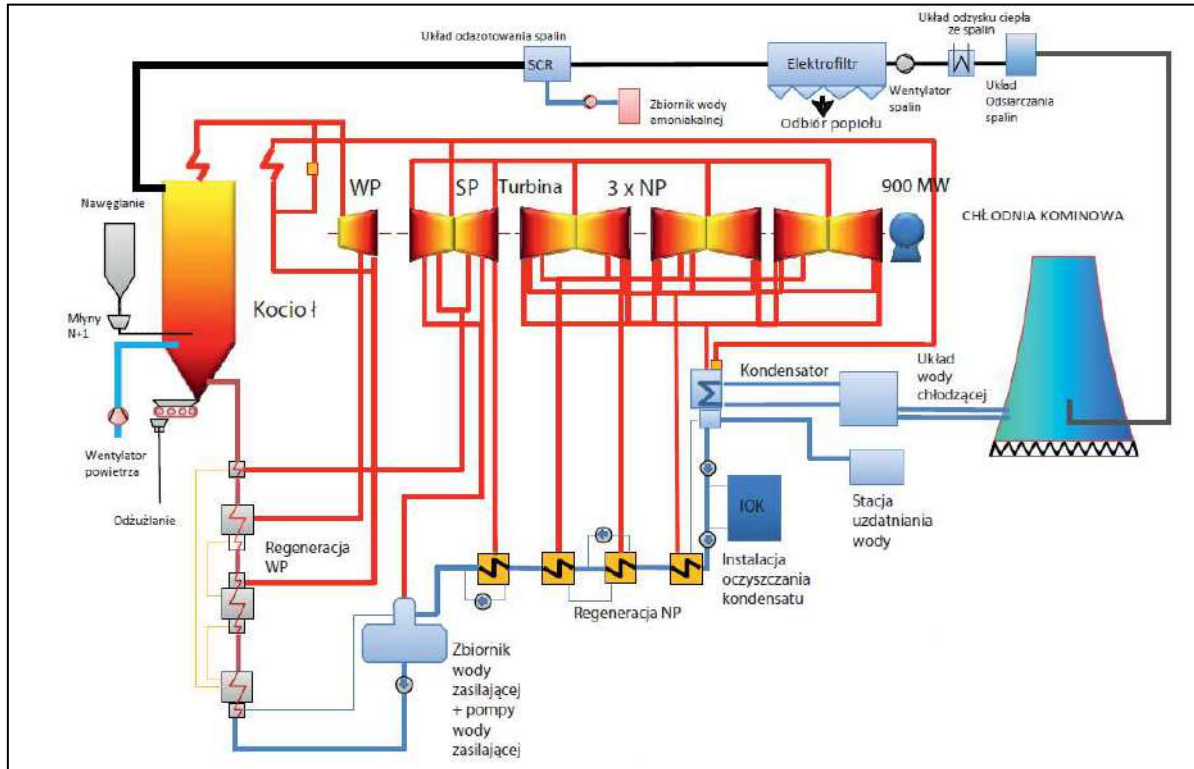 Układ odzysku ciepła
ze spalin
Układ odazotowania spalin
SCR
Elektrofiltr
Wentylator
spalin
Układ
Odsiarczania
spalin
Zbiornik wody
amoniakalnej
Odbiór popiołu
WP
SP
Turbina
3 x NP
900 MW
Nawęglanie
CHŁODNIA KOMINOWA
Kocioł
Młyny
N+1
Kondensator
Układ
wody
chłodzącej
Wentylator
powietrza
Odżużlanie
IOK
Stacja
uzdatniania
wody
Regeneracja
WP
Instalacja
oczyszczania
kondensatu
Regeneracja NP
Zbiornik
wody
zasilającej
+ pompy
wody
zasilającej